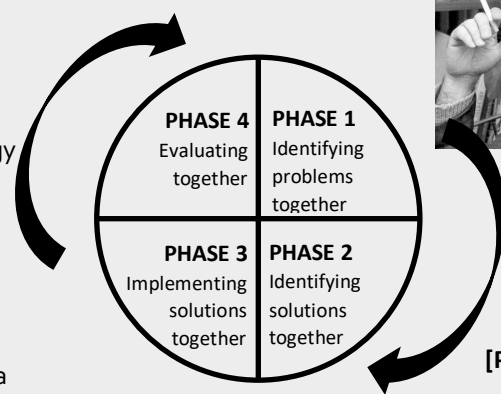 PHASE 4
Evaluating
together
PHASE 1
Identifying
problems
together
gy
PHASE 3
Implementing
solutions
together
PHASE 2
Identifying
solutions
together
[P
a